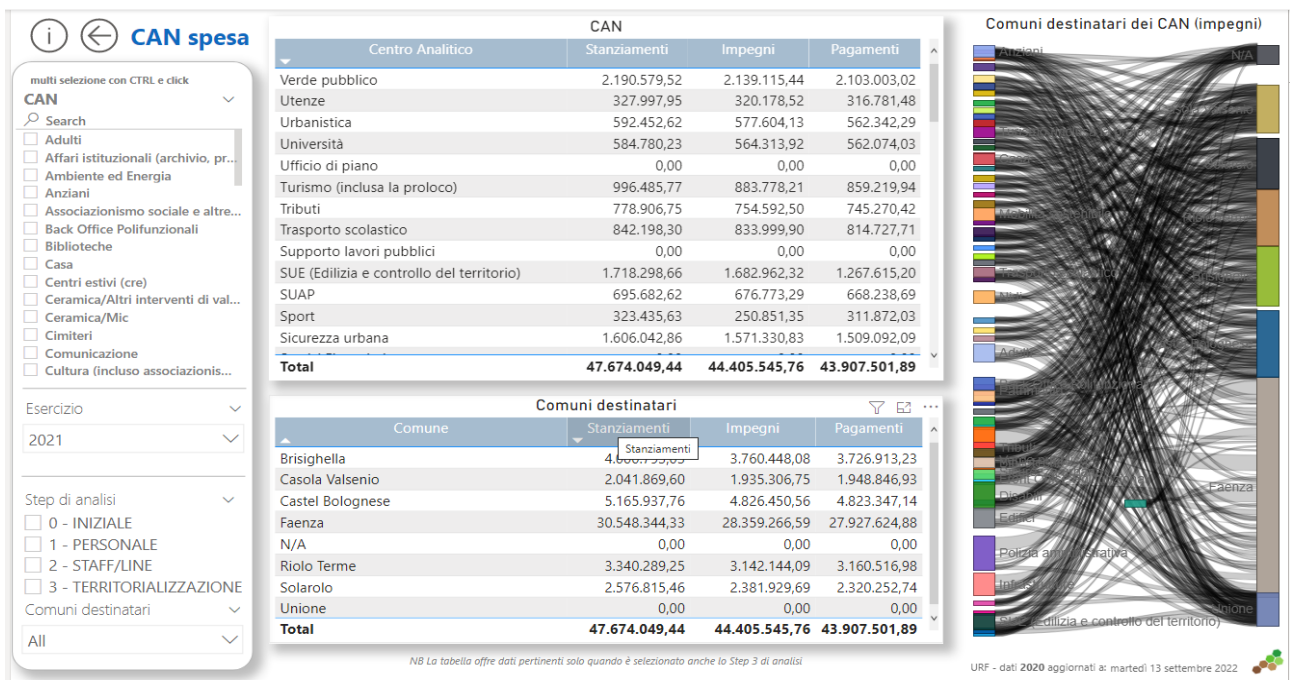 CAN spesa
multi selezione con CTRL e click
CAN
Search
Adulti
Affari istituzionali (archivio, pr...
Ambiente ed Energia
Anziani
Associazionismo sociale e altre...
Back Office Polifunzionali
Biblioteche
Casa
Centri estivi (cre)
Ceramica/Altri interventi di val...
Ceramica/Mic
Cimiteri
Comunicazione
Cultura (incluso associazionis...
Esercizio
2021
Step di analisi
0 - INIZIALE
1 - PERSONALE
2 - STAFF/LINE
3 - TERRITORIALIZZAZIONE
Comuni destinatari
All
CAN
Centro Analitico Stanziamenti Impegni Pagamenti
Verde pubblico 2.190.579,52 2.139.115,44 2.103.003,02
Utenze 327.997,95 320.178,52 316.781,48
Urbanistica 592.452,62 577.604,13 562.342,29
Università 584.780,23 564.313,92 562.074,03
Ufficio di piano 0,00 0,00 0,00
Turismo (inclusa la proloco) 996.485,77 883.778,21 859.219,94
Tributi 778.906,75 754.592,50 745.270,42
Trasporto scolastico 842.198,30 833.999,90 814.727,71
Supporto lavori pubblici 0,00 0,00 0,00
SUE (Edilizia e controllo del territorio) 1.718.298,66 1.682.962,32 1.267.615,20
SUAP 695.682,62 676.773,29 668.238,69
Sport 323.435,63 250.851,35 311.872,03
Sicurezza urbana 1.606.042,86 1.571.330,83 1.509.092,09
Total 47.674.049,44 44.405.545,76 43.907.501,89
Comuni destinatari
Comune Stanziamenti Impegni Pagamenti
Stanziamenti
Brisighella 3.760.448,08 3.726.913,23
Casola Valsenio 2.041.869,60 1.935.306,75 1.948.846,93
Castel Bolognese 5.165.937,76 4.826.450,56 4.823.347,14
Faenza 30.548.344,33 28.359.266,59 27.927.624,88
N/A 0,00 0,00 0,00
Riolo Terme 3.340.289,25 3.142.144,09 3.160.516,98
Solarolo 2.576.815,46 2.381.929,69 2.320.252,74
Unione 0,00 0,00 0,00
Total 47.674.049,44 44.405.545,76 43.907.501,89
NB La tabella offre dati pertinenti solo quando è selezionato anche lo Step 3 di analisi
Comuni destinatari dei CAN (impegni)
Anziani
N/A
Disabili
Faenza
Edifici
Polizia amministrativa
Infrastrutture
Unione
SUE (Edilizia e controllo del territorio)
URF - dati 2020 aggiornati a: martedì 13 settembre 2022